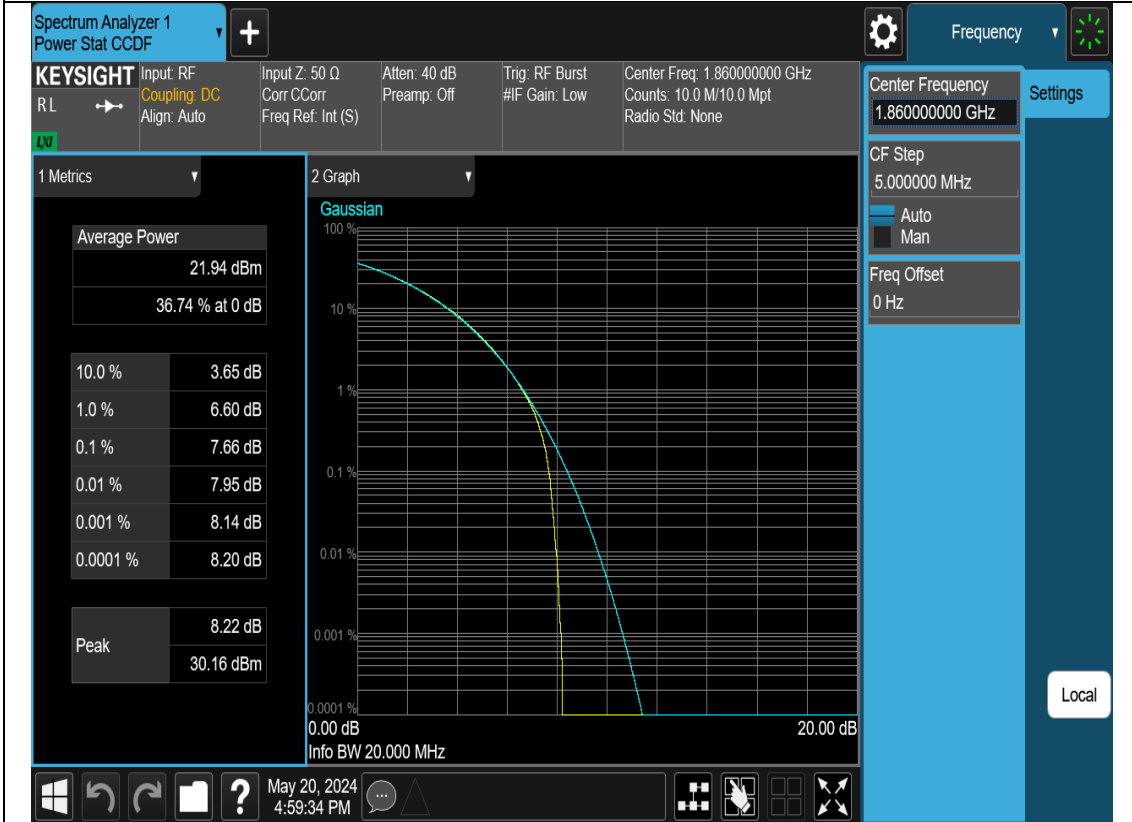 Spectrum Analyzer 1
Power Stat CCDF
Frequency
KEYSIGHT
R L
LXI
Input: RF
Coupling: DC
Align: Auto
Input Z: 50 Ω
Corr CCorr
Freq Ref: Int (S)
Atten: 40 dB
Preamp: Off
Trig: RF Burst
#IF Gain: Low
Center Freq: 1.860000000 GHz
Counts: 10.0 M/10.0 Mpt
Radio Std: None
Center Frequency
1.860000000 GHz
Settings
CF Step
5.000000 MHz
Auto
Man
Freq Offset
0 Hz
Local
1 Metrics
Average Power
21.94 dBm
36.74 % at 0 dB
10.0 % 3.65 dB
1.0 % 6.60 dB
0.1 % 7.66 dB
0.01 % 7.95 dB
0.001 % 8.14 dB
0.0001 % 8.20 dB
Peak 8.22 dB
30.16 dBm
2 Graph
Gaussian
100 %
10 %
1 %
0.1 %
0.01 %
0.001 %
0.0001 %
0.00 dB 20.00 dB
Info BW 20.000 MHz
?
May 20, 2024
4:59:34 PM